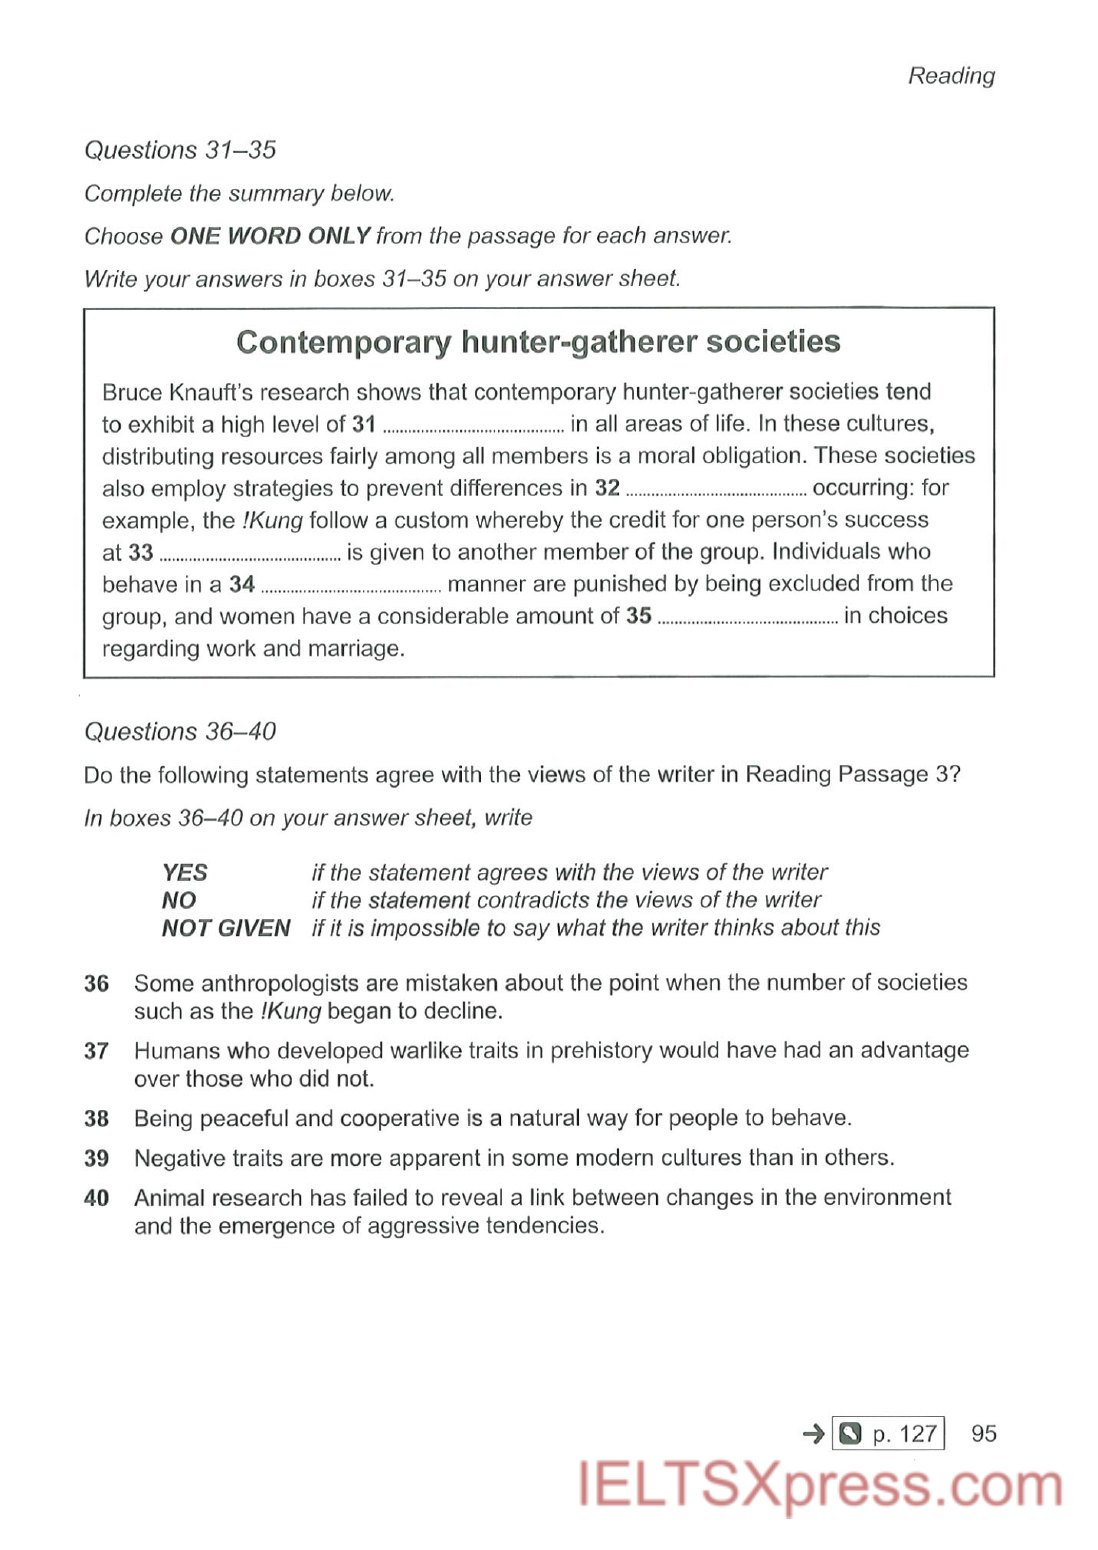 Reading
Questions 31–35
Complete the summary below.
Choose ONE WORD ONLY from the passage for each answer.
Write your answers in boxes 31–35 on your answer sheet.
Contemporary hunter-gatherer societies
Bruce Knauft's research shows that contemporary hunter-gatherer societies tend
to exhibit a high level of 31 ........................................ in all areas of life. In these cultures,
distributing resources fairly among all members is a moral obligation. These societies
also employ strategies to prevent differences in 32 ........................................ occurring: for
example, the !Kung follow a custom whereby the credit for one person's success
at 33 ........................................ is given to another member of the group. Individuals who
behave in a 34 ........................................ manner are punished by being excluded from the
group, and women have a considerable amount of 35 ........................................ in choices
regarding work and marriage.
Questions 36–40
Do the following statements agree with the views of the writer in Reading Passage 3?
In boxes 36–40 on your answer sheet, write
YES if the statement agrees with the views of the writer
NO if the statement contradicts the views of the writer
NOT GIVEN if it is impossible to say what the writer thinks about this
36 Some anthropologists are mistaken about the point when the number of societies
such as the !Kung began to decline.
37 Humans who developed warlike traits in prehistory would have had an advantage
over those who did not.
38 Being peaceful and cooperative is a natural way for people to behave.
39 Negative traits are more apparent in some modern cultures than in others.
40 Animal research has failed to reveal a link between changes in the environment
and the emergence of aggressive tendencies.
→ p. 127 95
IELTSXpress.com